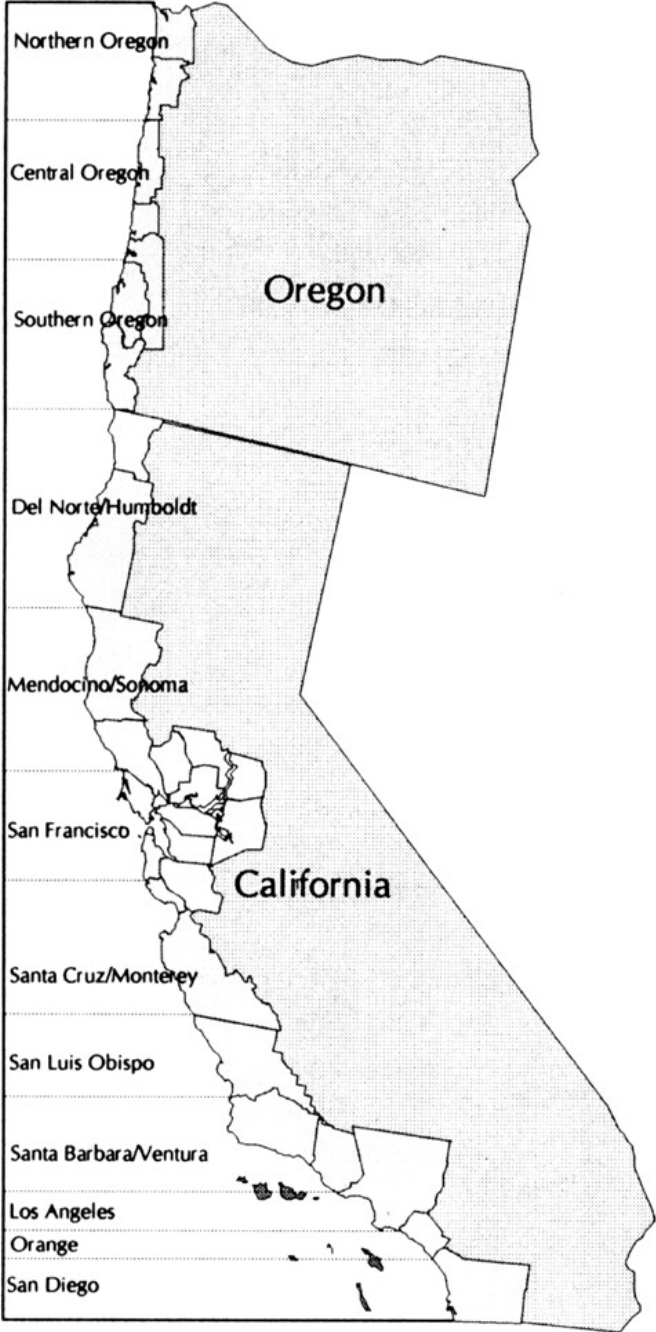 Northern Oregon
Central Oregon
Oregon
Southern Oregon
Del Norte/Humboldt
Mendocino/Sonoma
San Francisco
California
Santa Cruz/Monterey
San Luis Obispo
Santa Barbara/Ventura
Los Angeles
Orange
San Diego